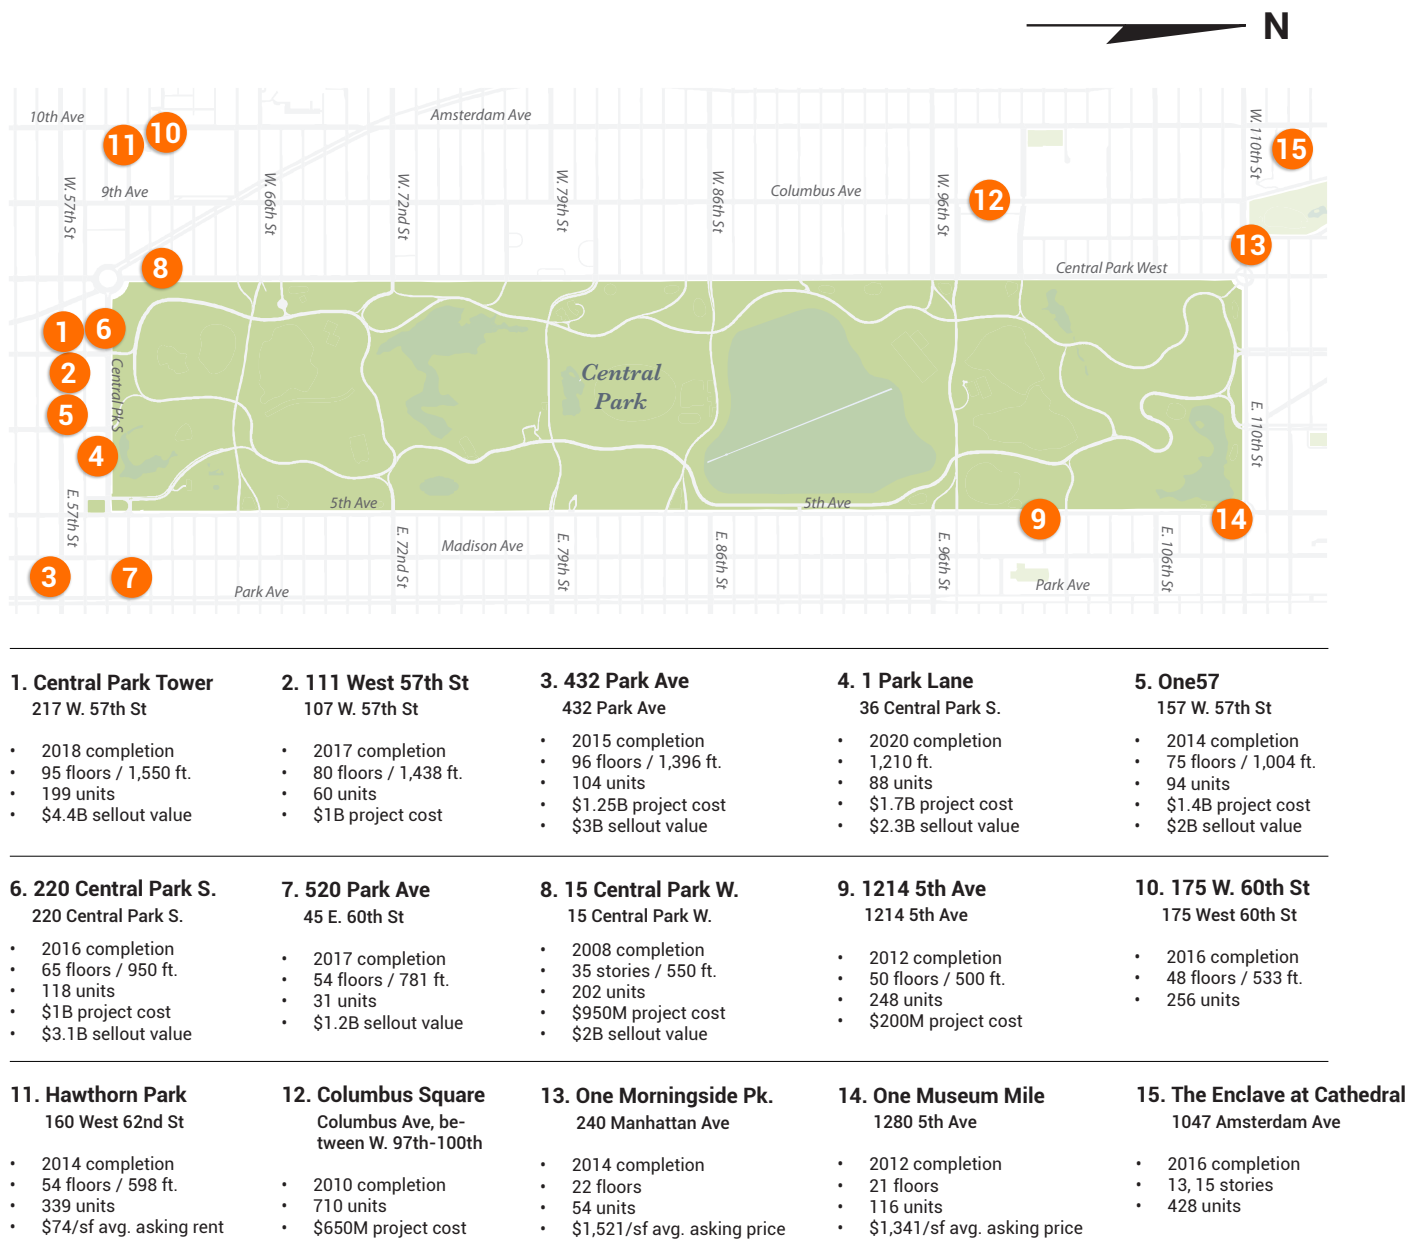 N
10th Ave
Amsterdam Ave
11
10
W. 110th St
15
W. 57th St
9th Ave
W. 66th St
W. 72nd St
W. 79th St
W. 86th St
Columbus Ave
W. 96th St
12
13
8
Central Park West
1
6
2
Central Pk S
Central
Park
5
4
E. 110th St
E. 57th St
5th Ave
5th Ave
9
14
E. 72nd St
Madison Ave
E. 79th St
E. 86th St
E. 96th St
E. 106th St
3
7
Park Ave
Park Ave
1. Central Park Tower
217 W. 57th St
• 2018 completion
• 95 floors / 1,550 ft.
• 199 units
• $4.4B sellout value
2. 111 West 57th St
107 W. 57th St
• 2017 completion
• 80 floors / 1,438 ft.
• 60 units
• $1B project cost
3. 432 Park Ave
432 Park Ave
• 2015 completion
• 96 floors / 1,396 ft.
• 104 units
• $1.25B project cost
• $3B sellout value
4. 1 Park Lane
36 Central Park S.
• 2020 completion
• 1,210 ft.
• 88 units
• $1.7B project cost
• $2.3B sellout value
5. One57
157 W. 57th St
• 2014 completion
• 75 floors / 1,004 ft.
• 94 units
• $1.4B project cost
• $2B sellout value
6. 220 Central Park S.
220 Central Park S.
• 2016 completion
• 65 floors / 950 ft.
• 118 units
• $1B project cost
• $3.1B sellout value
7. 520 Park Ave
45 E. 60th St
• 2017 completion
• 54 floors / 781 ft.
• 31 units
• $1.2B sellout value
8. 15 Central Park W.
15 Central Park W.
• 2008 completion
• 35 stories / 550 ft.
• 202 units
• $950M project cost
• $2B sellout value
9. 1214 5th Ave
1214 5th Ave
• 2012 completion
• 50 floors / 500 ft.
• 248 units
• $200M project cost
10. 175 W. 60th St
175 West 60th St
• 2016 completion
• 48 floors / 533 ft.
• 256 units
11. Hawthorn Park
160 West 62nd St
• 2014 completion
• 54 floors / 598 ft.
• 339 units
• $74/sf avg. asking rent
12. Columbus Square
Columbus Ave, be-
tween W. 97th-100th
• 2010 completion
• 710 units
• $650M project cost
13. One Morningside Pk.
240 Manhattan Ave
• 2014 completion
• 22 floors
• 54 units
• $1,521/sf avg. asking price
14. One Museum Mile
1280 5th Ave
• 2012 completion
• 21 floors
• 116 units
• $1,341/sf avg. asking price
15. The Enclave at Cathedral
1047 Amsterdam Ave
• 2016 completion
• 13, 15 stories
• 428 units